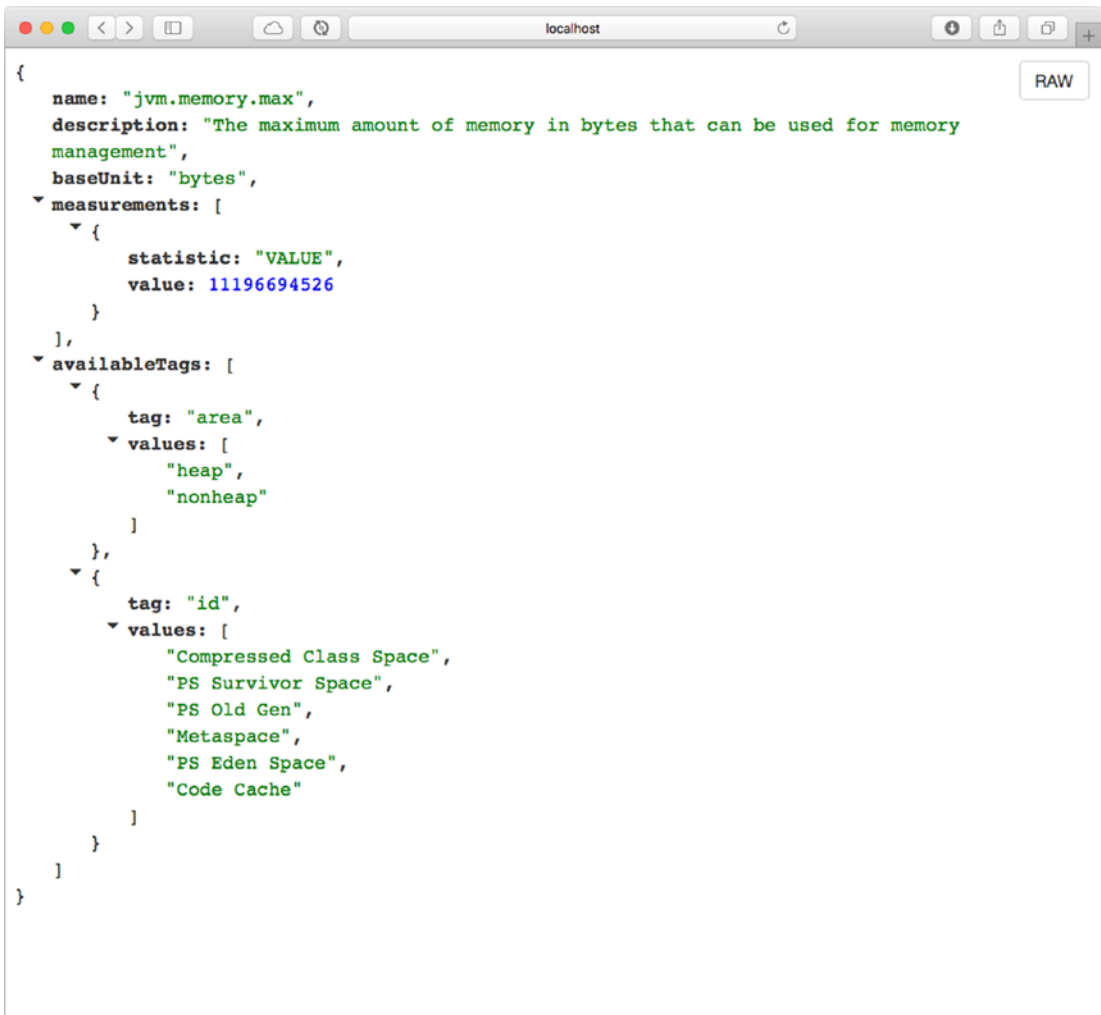 localhost
RAW
{
name: "jvm.memory.max",
description: "The maximum amount of memory in bytes that can be used for memory
management",
baseUnit: "bytes",
measurements: [
{
statistic: "VALUE",
value: 11196694526
}
],
availableTags: [
{
tag: "area",
values: [
"heap",
"nonheap"
]
},
{
tag: "id",
values: [
"Compressed Class Space",
"PS Survivor Space",
"PS Old Gen",
"Metaspace",
"PS Eden Space",
"Code Cache"
]
}
]
}